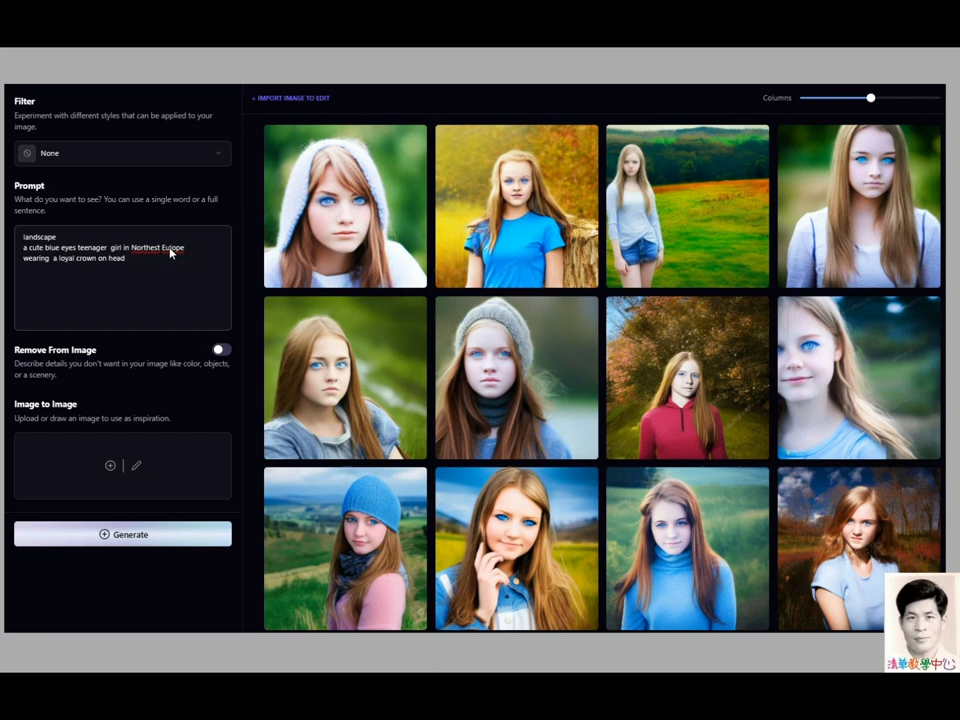 Filter
Experiment with different styles that can be applied to your
image.
None
Prompt
What do you want to see? You can use a single word or a full
sentence.
landscape
a cute blue eyes teenager girl in Northest Eulope
wearing a loyal crown on head
Remove From Image
Describe details you don't want in your image like color, objects,
or a scenery.
Image to Image
Upload or draw an image to use as inspiration.
Generate
+ IMPORT IMAGE TO EDIT
Columns
清華教學中心